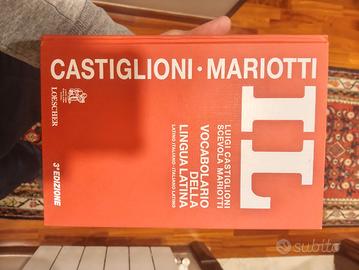 CASTIGLIONI · MARIOTTI
IL
LUIGI CASTIGLIONI
SCEVOLA MARIOTTI
VOCABOLARIO
DELLA
LINGUA LATINA
LATINO ITALIANO · ITALIANO LATINO
LOESCHER
3ª EDIZIONE
subito